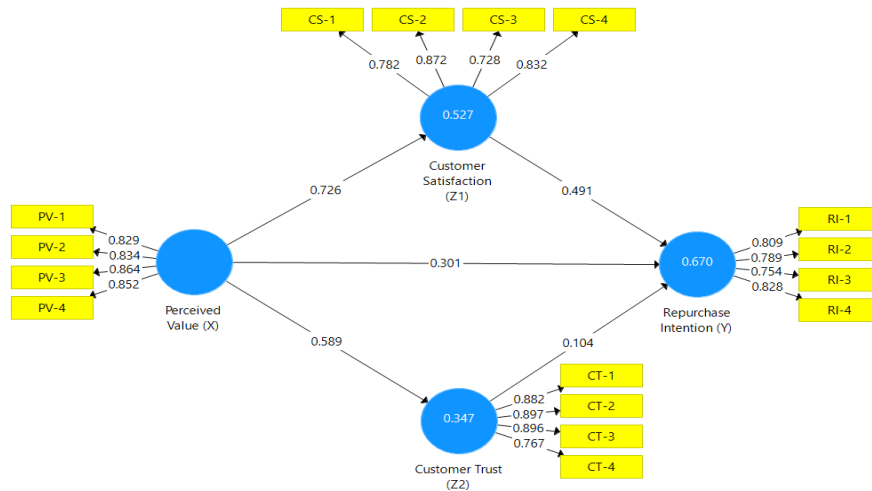 CS-1
CS-2
CS-3
CS-4
0.782
0.872
0.728
0.832
0.527
Customer
Satisfaction
(Z1)
0.726
0.491
PV-1
PV-2
PV-3
PV-4
0.829
0.834
0.864
0.852
Perceived
Value (X)
0.301
0.670
Repurchase
Intention (Y)
0.809
0.789
0.754
0.828
RI-1
RI-2
RI-3
RI-4
0.589
0.104
0.347
Customer Trust
(Z2)
0.882
0.897
0.896
0.767
CT-1
CT-2
CT-3
CT-4